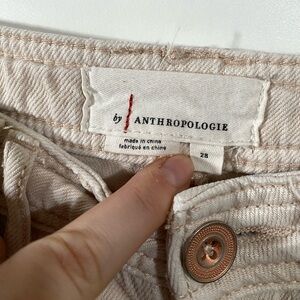 by ANTHROPOLOGIE
made in china
fabriqué en chine
28